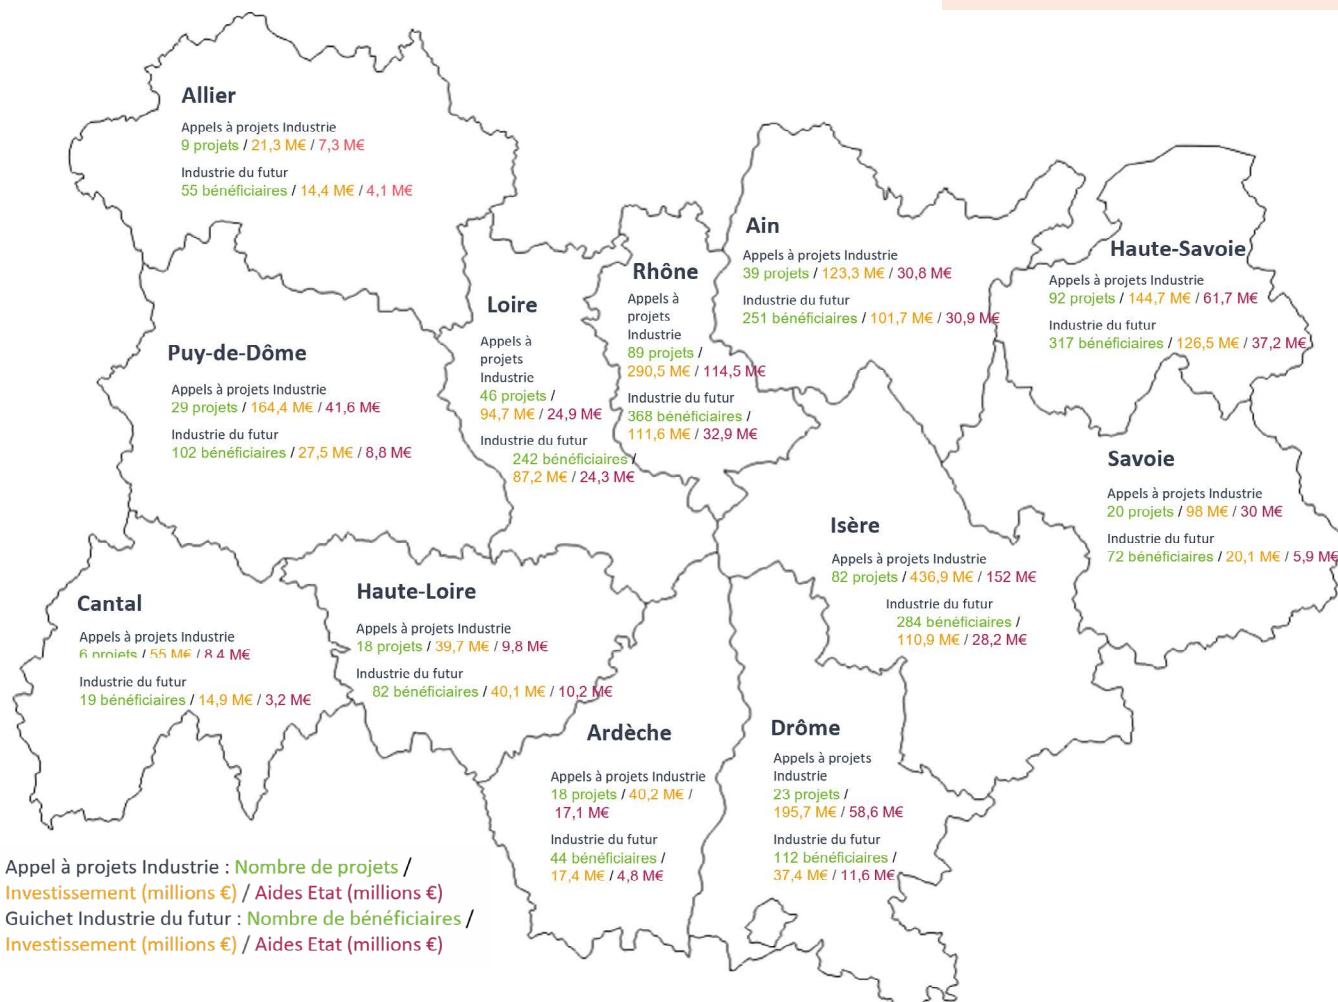 Allier
Appels à projets Industrie
9 projets / 21,3 M€ / 7,3 M€
Industrie du futur
55 bénéficiaires / 14,4 M€ / 4,1 M€
Ain
Appels à projets Industrie
39 projets / 123,3 M€ / 30,8 M€
Industrie du futur
251 bénéficiaires / 101,7 M€ / 30,9 M€
Haute-Savoie
Appels à projets Industrie
92 projets / 144,7 M€ / 61,7 M€
Industrie du futur
317 bénéficiaires / 126,5 M€ / 37,2 M€
Rhône
Appels à
projets
Industrie
89 projets /
290,5 M€ / 114,5 M€
Industrie du futur
368 bénéficiaires /
111,6 M€ / 32,9 M€
Loire
Appels à
projets
Industrie
46 projets /
94,7 M€ / 24,9 M€
Industrie du futur
242 bénéficiaires /
87,2 M€ / 24,3 M€
Puy-de-Dôme
Appels à projets Industrie
29 projets / 164,4 M€ / 41,6 M€
Industrie du futur
102 bénéficiaires / 27,5 M€ / 8,8 M€
Savoie
Appels à projets Industrie
20 projets / 98 M€ / 30 M€
Industrie du futur
72 bénéficiaires / 20,1 M€ / 5,9 M€
Isère
Appels à projets Industrie
82 projets / 436,9 M€ / 152 M€
Industrie du futur
284 bénéficiaires /
110,9 M€ / 28,2 M€
Cantal
Appels à projets Industrie
6 projets / 55 M€ / 8,4 M€
Industrie du futur
19 bénéficiaires / 14,9 M€ / 3,2 M€
Haute-Loire
Appels à projets Industrie
18 projets / 39,7 M€ / 9,8 M€
Industrie du futur
82 bénéficiaires / 40,1 M€ / 10,2 M€
Ardèche
Appels à projets Industrie
18 projets / 40,2 M€ /
17,1 M€
Industrie du futur
44 bénéficiaires /
17,4 M€ / 4,8 M€
Drôme
Appels à projets
Industrie
23 projets /
195,7 M€ / 58,6 M€
Industrie du futur
112 bénéficiaires /
37,4 M€ / 11,6 M€
Appel à projets Industrie : Nombre de projets /
Investissement (millions €) / Aides Etat (millions €)
Guichet Industrie du futur : Nombre de bénéficiaires /
Investissement (millions €) / Aides Etat (millions €)